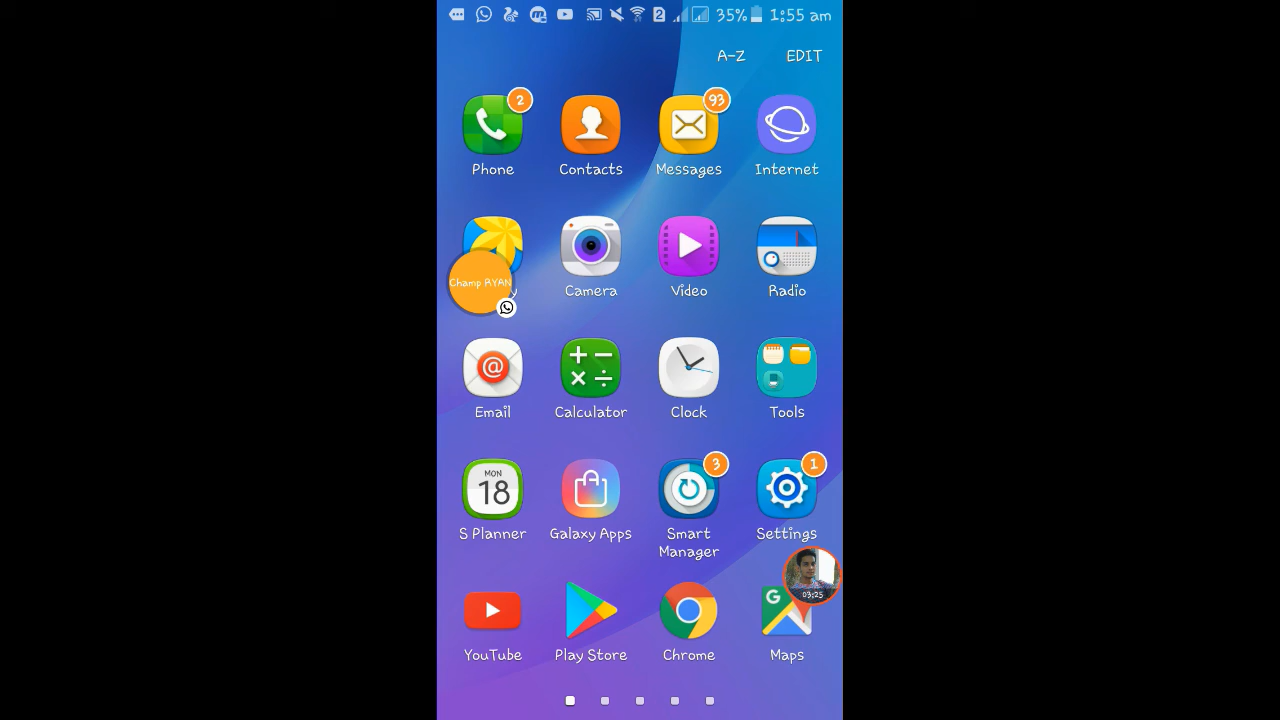 2 35% 1:55 am
A-Z EDIT
2 93
Phone Contacts Messages Internet
Champ RYAN
Camera Video Radio
Email Calculator Clock Tools
MON
18
3 1
S Planner Galaxy Apps Smart Manager Settings
03:25
G
YouTube Play Store Chrome Maps